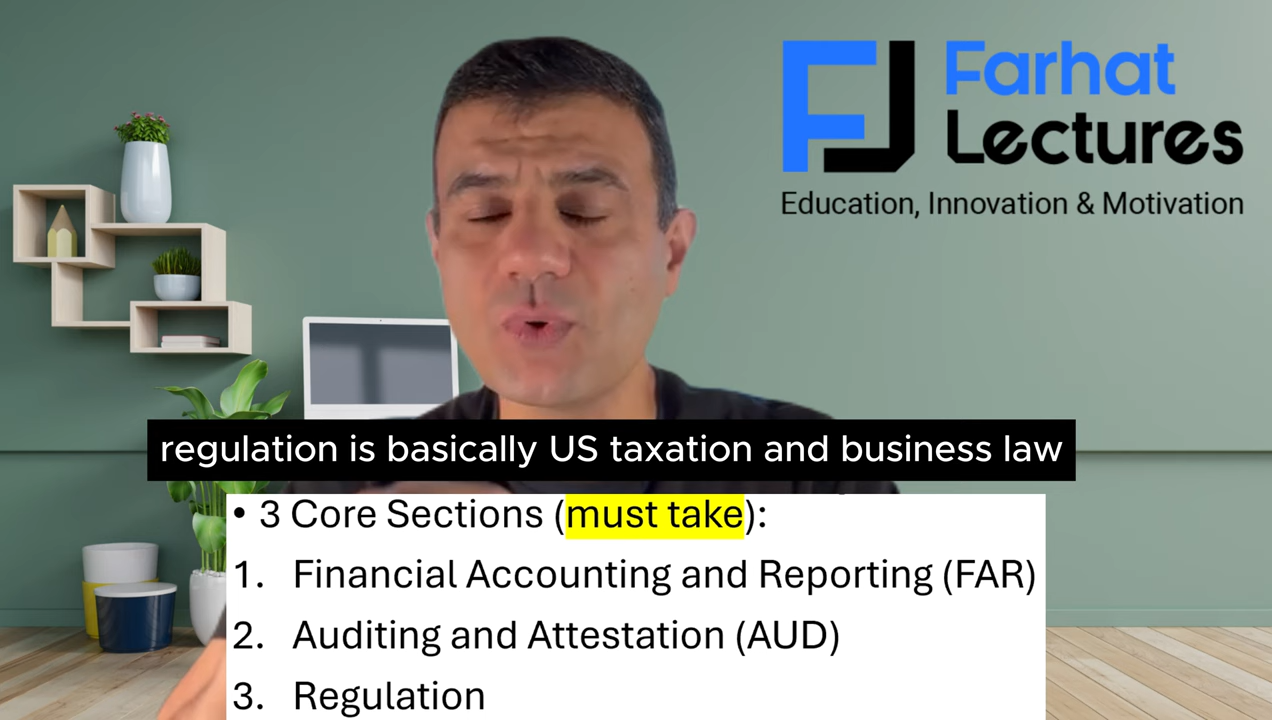 Farhat
Lectures
Education, Innovation & Motivation
regulation is basically US taxation and business law
• 3 Core Sections (must take):
1. Financial Accounting and Reporting (FAR)
2. Auditing and Attestation (AUD)
3. Regulation